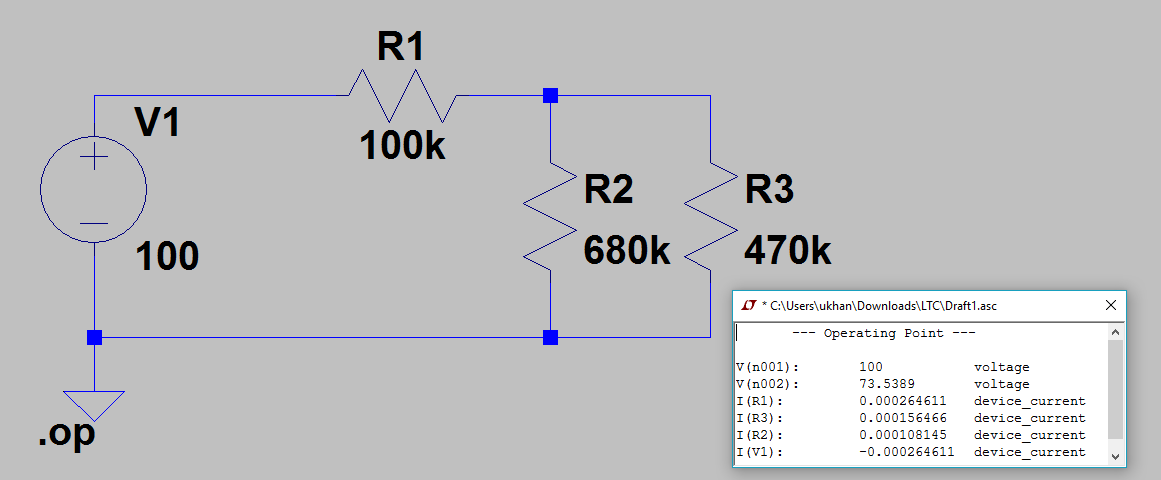 R1
100k
V1
100
R2
680k
R3
470k
.op
* C:\Users\ukhan\Downloads\LTC\Draft1.asc
--- Operating Point ---
V(n001): 100 voltage
V(n002): 73.5389 voltage
I(R1): 0.000264611 device_current
I(R3): 0.000156466 device_current
I(R2): 0.000108145 device_current
I(V1): -0.000264611 device_current